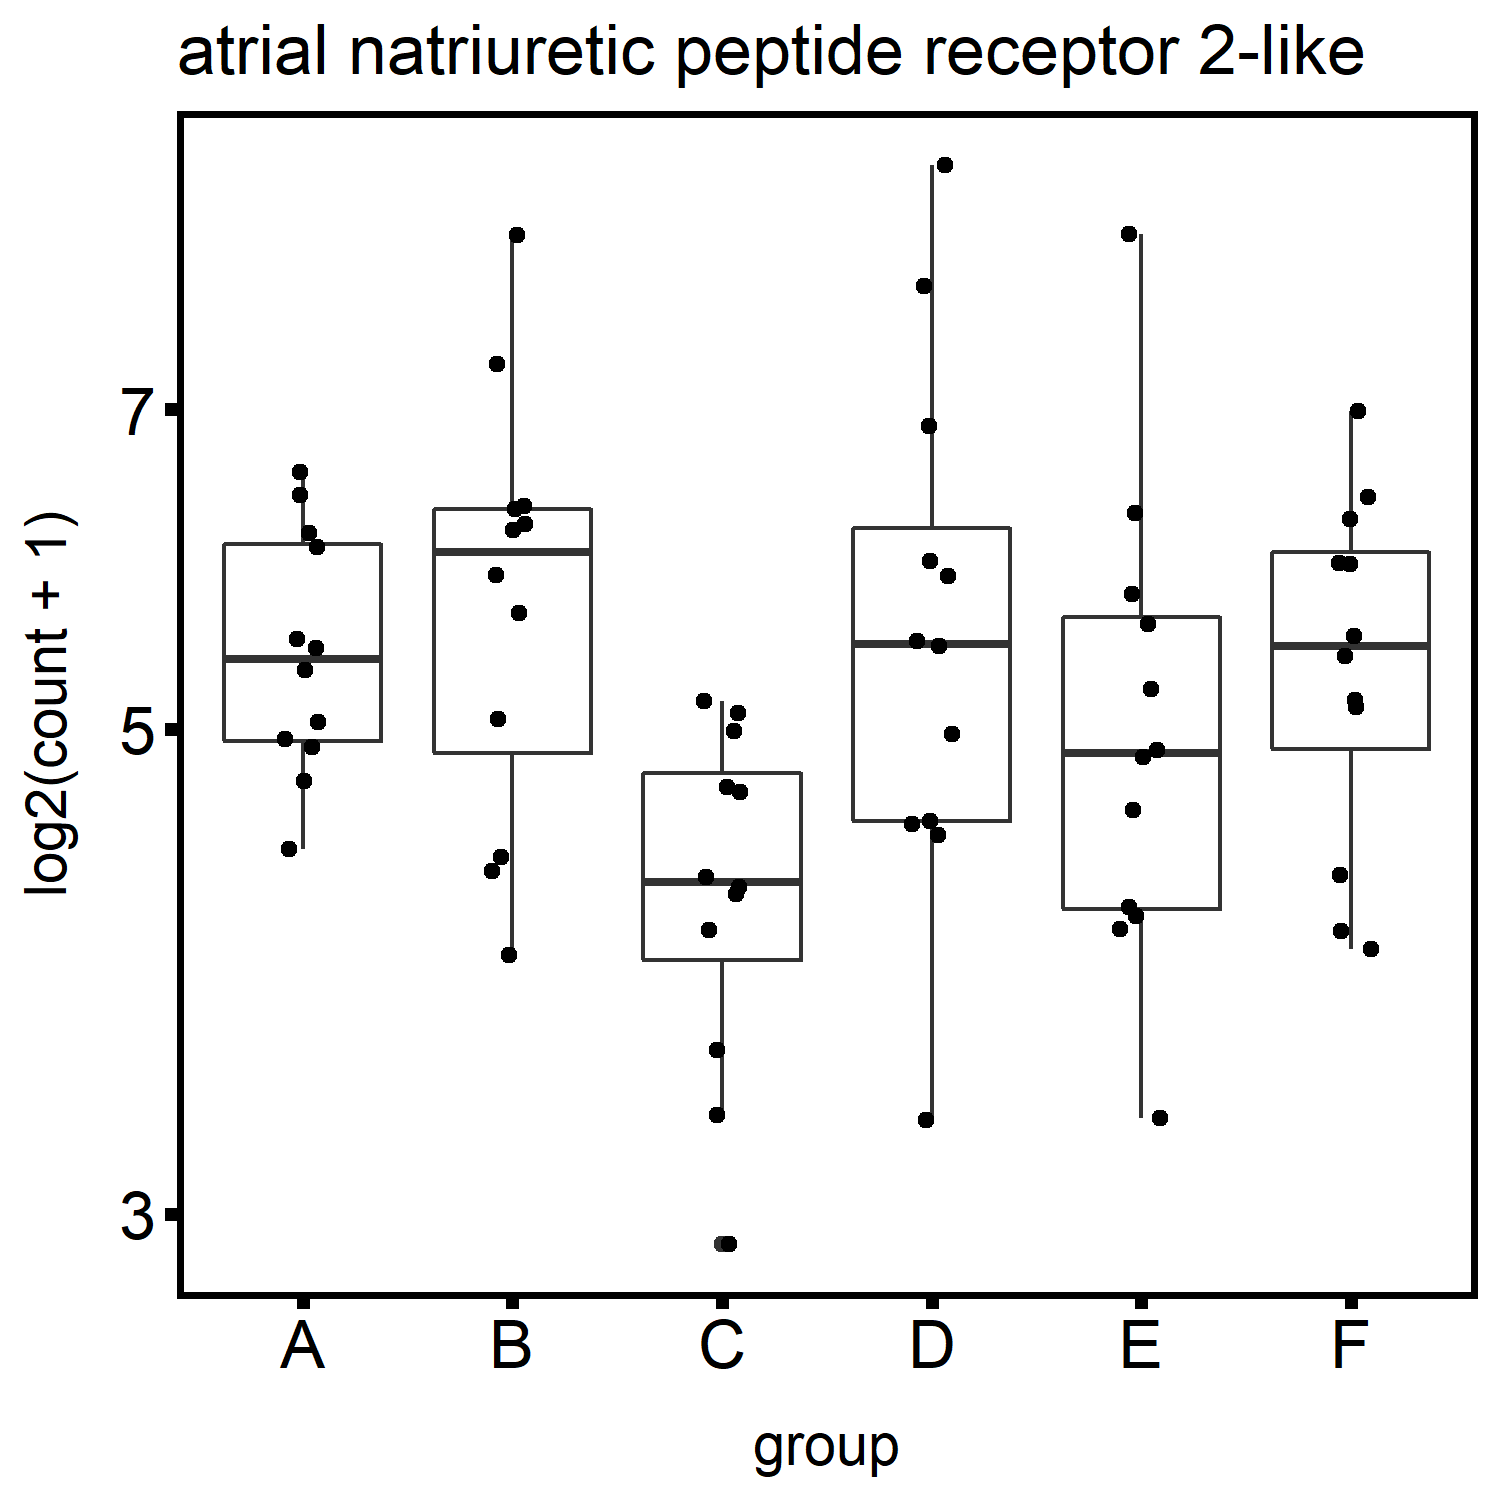 atrial natriuretic peptide receptor 2-like
log2(count + 1)
7
5
3
A B C D E F
group